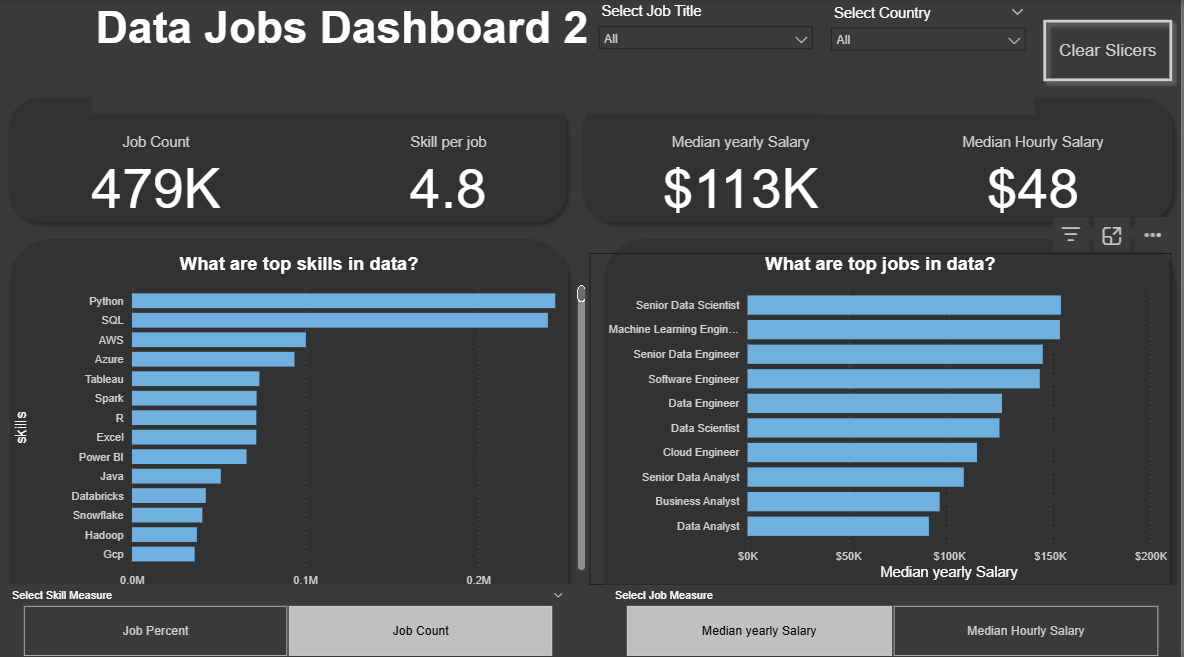 Data Jobs Dashboard 2
Select Job Title
All
Select Country
All
Clear Slicers
Job Count
479K
Skill per job
4.8
Median yearly Salary
$113K
Median Hourly Salary
$48
What are top skills in data?
skills
Python
SQL
AWS
Azure
Tableau
Spark
R
Excel
Power BI
Java
Databricks
Snowflake
Hadoop
Gcp
0.0M 0.1M 0.2M
What are top jobs in data?
Senior Data Scientist
Machine Learning Engin...
Senior Data Engineer
Software Engineer
Data Engineer
Data Scientist
Cloud Engineer
Senior Data Analyst
Business Analyst
Data Analyst
$0K $50K $100K $150K $200K
Median yearly Salary
Select Skill Measure
Job Percent
Job Count
Select Job Measure
Median yearly Salary
Median Hourly Salary